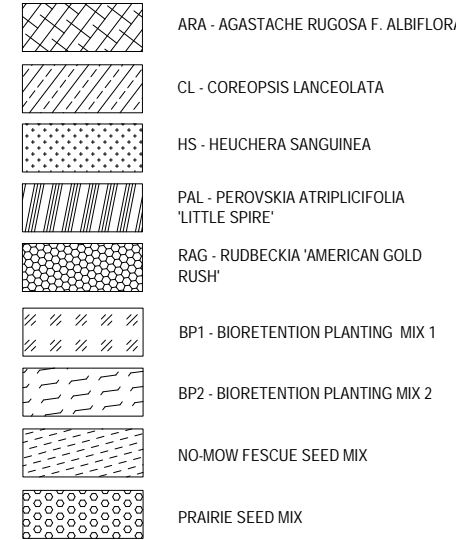 ARA - AGASTACHE RUGOSA F. ALBIFLORA
CL - COREOPSIS LANCEOLATA
HS - HEUCHERA SANGUINEA
PAL - PEROVSKIA ATRIPLICIFOLIA
'LITTLE SPIRE'
RAG - RUDBECKIA 'AMERICAN GOLD
RUSH'
BP1 - BIORETENTION PLANTING MIX 1
BP2 - BIORETENTION PLANTING MIX 2
NO-MOW FESCUE SEED MIX
PRAIRIE SEED MIX